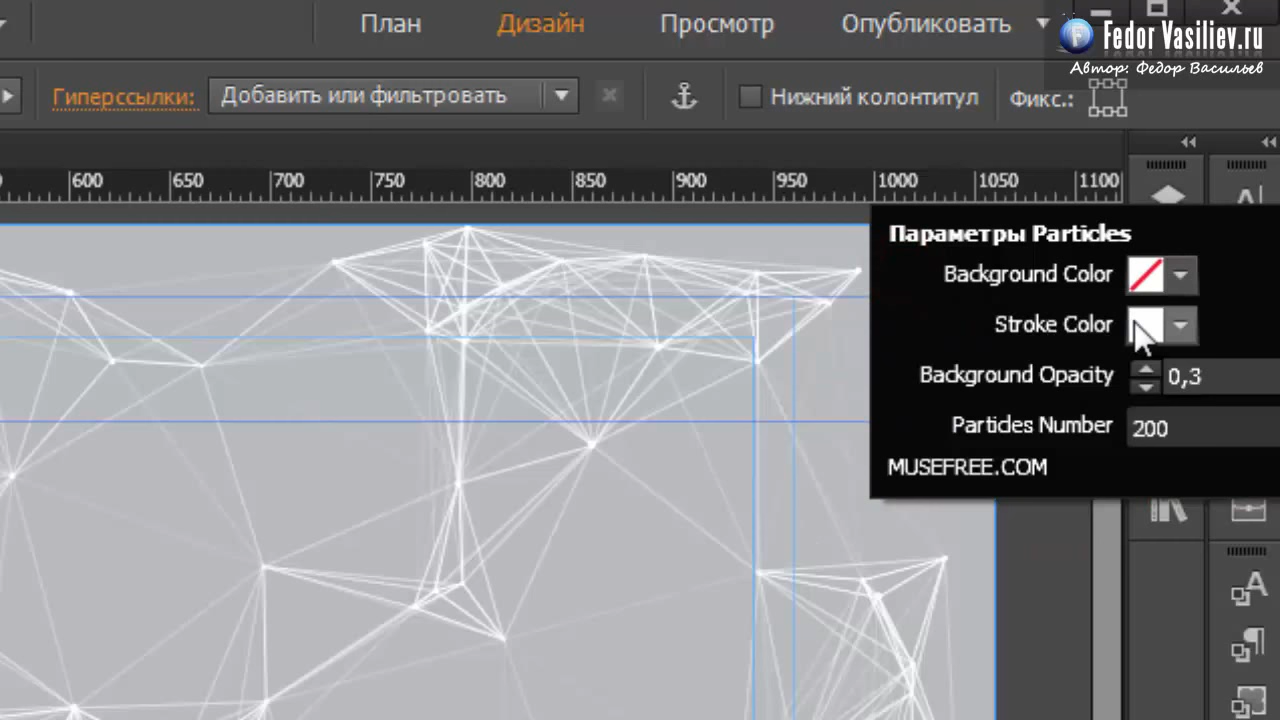 План Дизайн Просмотр Опубликовать
Fedor Vasiliev.ru
Автор: Федор Васильев
Гиперссылки: Добавить или фильтровать Нижний колонтитул Фикс.:
600 650 700 750 800 850 900 950 1000 1050 1100
Параметры Particles
Background Color
Stroke Color
Background Opacity 0,3
Particles Number 200
MUSEFREE.COM